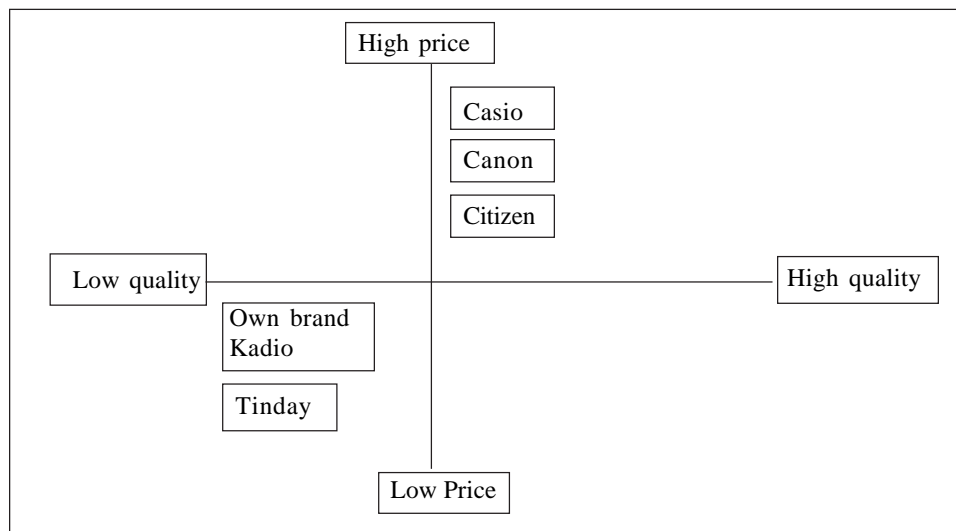 High price
Casio
Canon
Citizen
Low quality
High quality
Own brand
Kadio
Tinday
Low Price